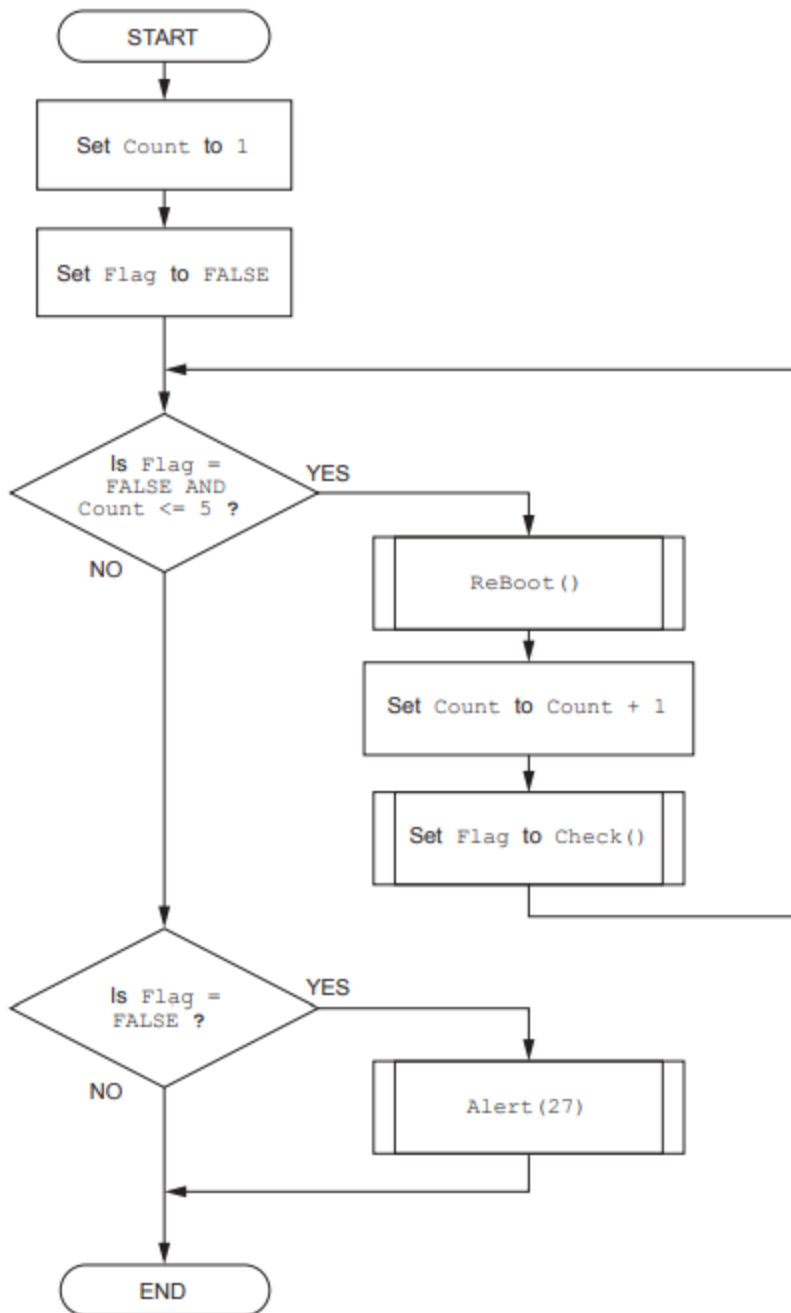 START
Set Count to 1
Set Flag to FALSE
Is Flag =
FALSE AND
Count <= 5 ?
YES
NO
ReBoot()
Set Count to Count + 1
Set Flag to Check()
Is Flag =
FALSE ?
YES
NO
Alert(27)
END